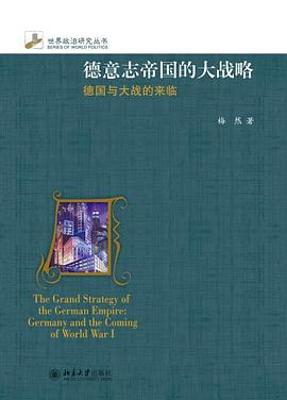 世界政治研究丛书
SERIES OF WORLD POLITICS
德意志帝国的大战略
德国与大战的来临
梅 然 著
The Grand Strategy of
the German Empire:
Germany and the Coming
of World War I
北京大学出版社